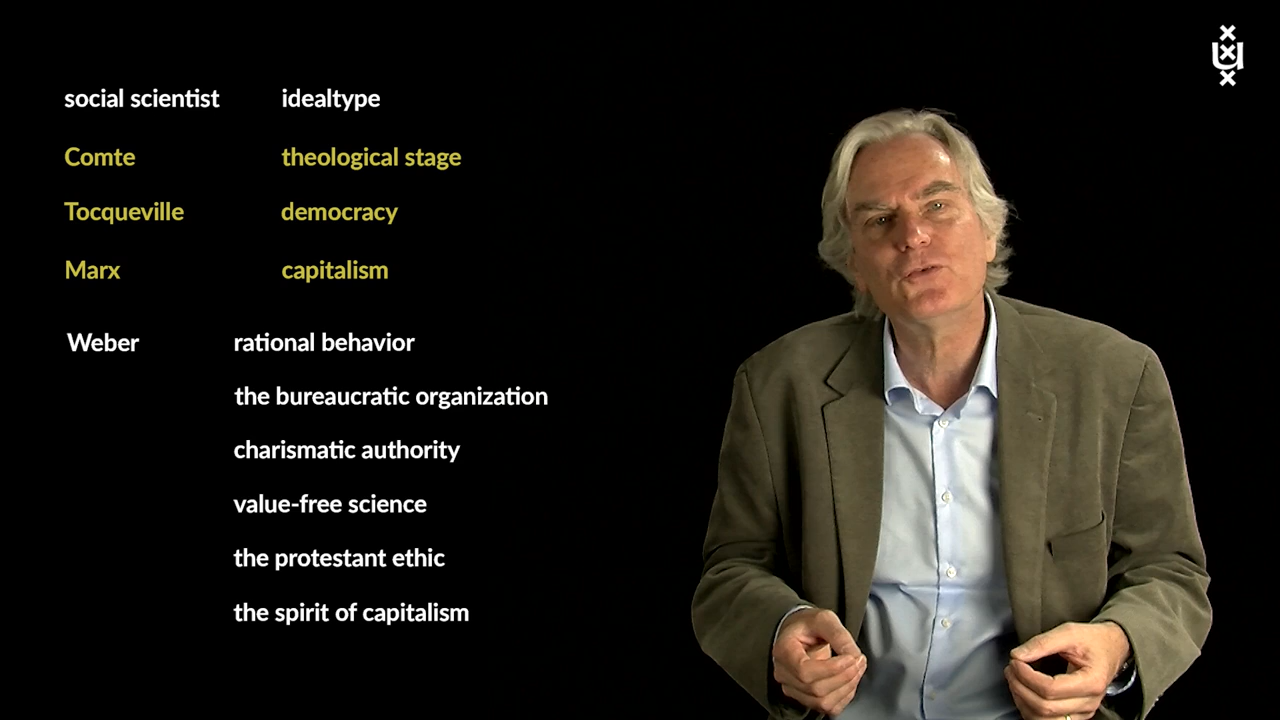 social scientist idealtype
Comte theological stage
Tocqueville democracy
Marx capitalism
Weber rational behavior
the bureaucratic organization
charismatic authority
value-free science
the protestant ethic
the spirit of capitalism